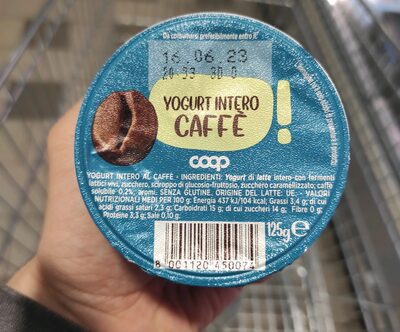 Da consumarsi preferibilmente entro il:
16.06.23
YOGURT INTERO
CAFFÈ
!
coop
YOGURT INTERO AL CAFFÈ - INGREDIENTI: Yogurt di latte intero con fermenti
lattici vivi, zucchero, sciroppo di glucosio-fruttosio, zucchero caramellizzato, caffè
solubile 0,2%, aromi. SENZA GLUTINE. ORIGINE DEL LATTE: UE. - VALORI
NUTRIZIONALI MEDI PER 100 g: Energia 437 kJ/104 kcal, Grassi 3,4 g; di cui
acidi grassi saturi 2,3 g; Carboidrati 15 g; di cui zuccheri 14 g; Fibre 0 g;
Proteine 3,3 g; Sale 0,10 g.
125g e
8 001120 450074